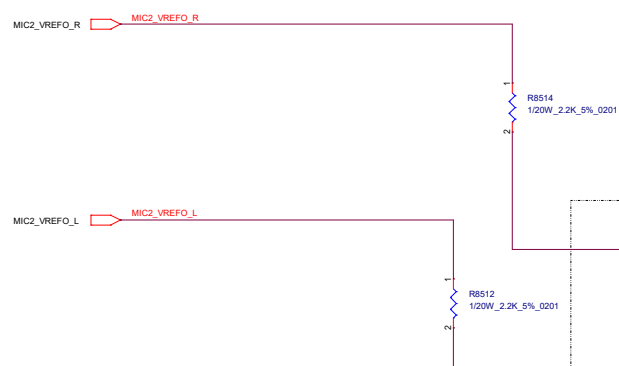 MIC2_VREFO_R MIC2_VREFO_R
1
R8514
1/20W_2.2K_5%_0201
2
MIC2_VREFO_L MIC2_VREFO_L
1
R8512
1/20W_2.2K_5%_0201
2